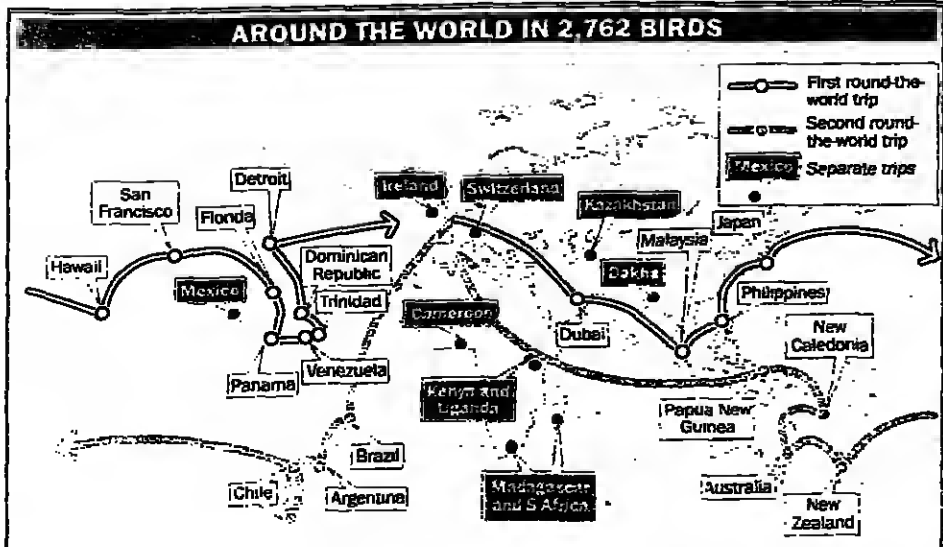 AROUND THE WORLD IN 2,762 BIRDS
First round-the-
world trip
Second round-
the-world trip
Mexico Separate trips
Detroit
San
Francisco
Florida
Hawaii
Mexico
Dominican
Republic
Trinidad
Venezuela
Panama
Ireland
Switzerland
Kazakhstan
Malaysia
Japan
Dakha
Cameroon
Dubai
Philippines
New
Caledonia
Kenya and
Uganda
Papua New
Guinea
Brazil
Chile
Argentina
Madagascar
and S Africa
Australia
New
Zealand